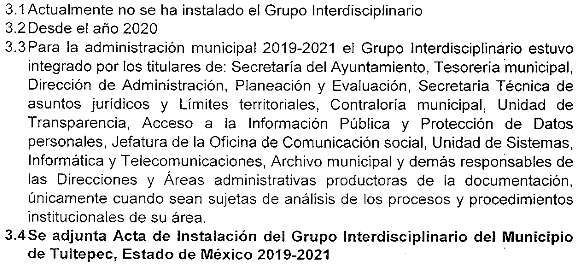 3.1 Actualmente no se ha instalado el Grupo Interdisciplinario
3.2 Desde el año 2020
3.3 Para la administración municipal 2019-2021 el Grupo Interdisciplinario estuvo
integrado por los titulares de: Secretaría del Ayuntamiento, Tesorería municipal,
Dirección de Administración, Planeación y Evaluación, Secretaria Técnica de
asuntos jurídicos y Límites territoriales, Contraloría municipal, Unidad de
Transparencia, Acceso a la Información Pública y Protección de Datos
personales, Jefatura de la Oficina de Comunicación social, Unidad de Sistemas,
Informática y Telecomunicaciones, Archivo municipal y demás responsables de
las Direcciones y Áreas administrativas productoras de la documentación,
únicamente cuando sean sujetas de análisis de los procesos y procedimientos
institucionales de su área.
3.4 Se adjunta Acta de Instalación del Grupo Interdisciplinario del Municipio
de Tultepec, Estado de México 2019-2021